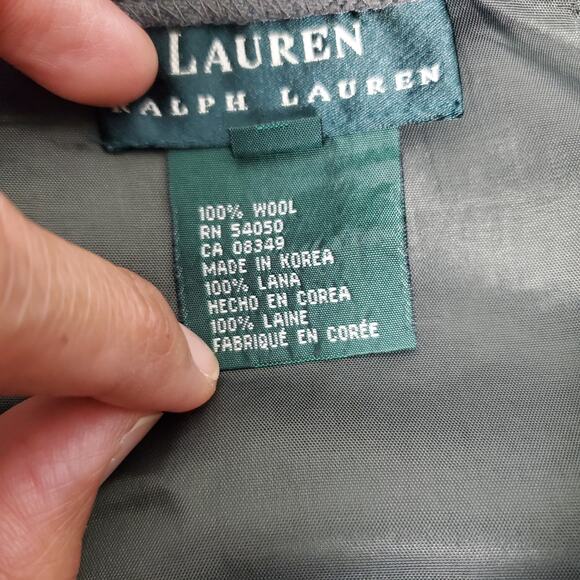 LAUREN
RALPH LAUREN
100% WOOL
RN 54050
CA 08349
MADE IN KOREA
100% LANA
HECHO EN COREA
100% LAINE
FABRIQUÉ EN CORÉE